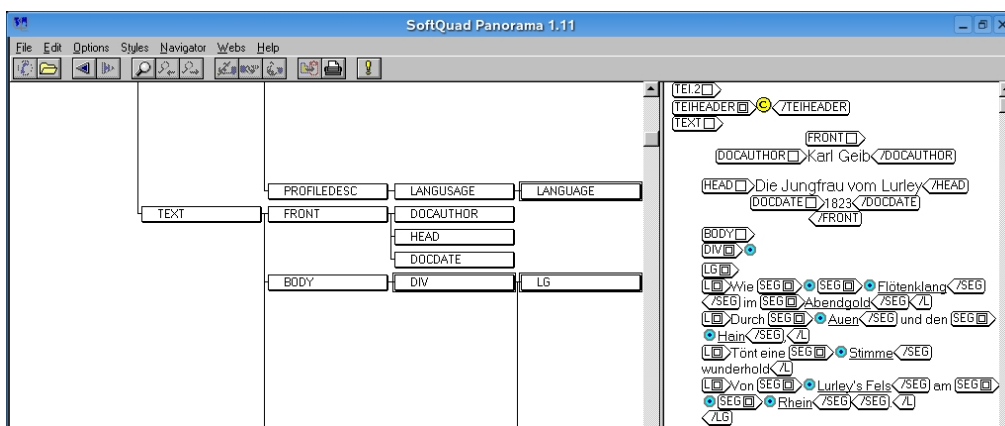 SoftQuad Panorama 1.11
File Edit Options Styles Navigator Webs Help
PROFILEDESC LANGUSAGE LANGUAGE
TEXT FRONT DOCAUTHOR
HEAD
DOCDATE
BODY DIV LG
TEI.2
TEIHEADER C /TEIHEADER
TEXT
FRONT
DOCAUTHOR Karl Geib /DOCAUTHOR
HEAD Die Jungfrau vom Lurley /HEAD
DOCDATE 1823 /DOCDATE
/FRONT
BODY
DIV
LG
L Wie SEG SEG Flötenklang /SEG
/SEG im SEG Abendgold /SEG /L
L Durch SEG Auen /SEG und den SEG
Hain /SEG, /L
L Tönt eine SEG Stimme /SEG
wunderhold /L
L Von SEG Lurley's Fels /SEG am SEG
SEG Rhein /SEG /SEG. /L
/LG